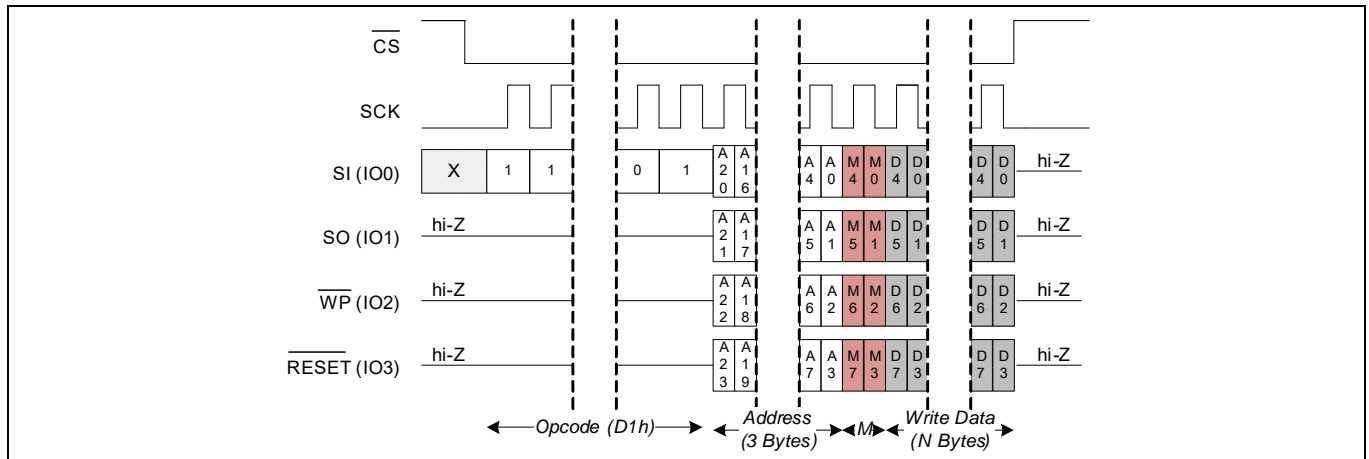 CS
SCK
SI (IO0) X 1 1 0 1 A20 A16 A4 A0 M4 M0 D4 D0 D4 D0 hi-Z
SO (IO1) hi-Z A21 A17 A5 A1 M5 M1 D5 D1 D5 D1 hi-Z
WP (IO2) hi-Z A22 A18 A6 A2 M6 M2 D6 D2 D6 D2 hi-Z
RESET (IO3) hi-Z A23 A19 A7 A3 M7 M3 D7 D3 D7 D3 hi-Z
Opcode (D1h) Address (3 Bytes) M Write Data (N Bytes)